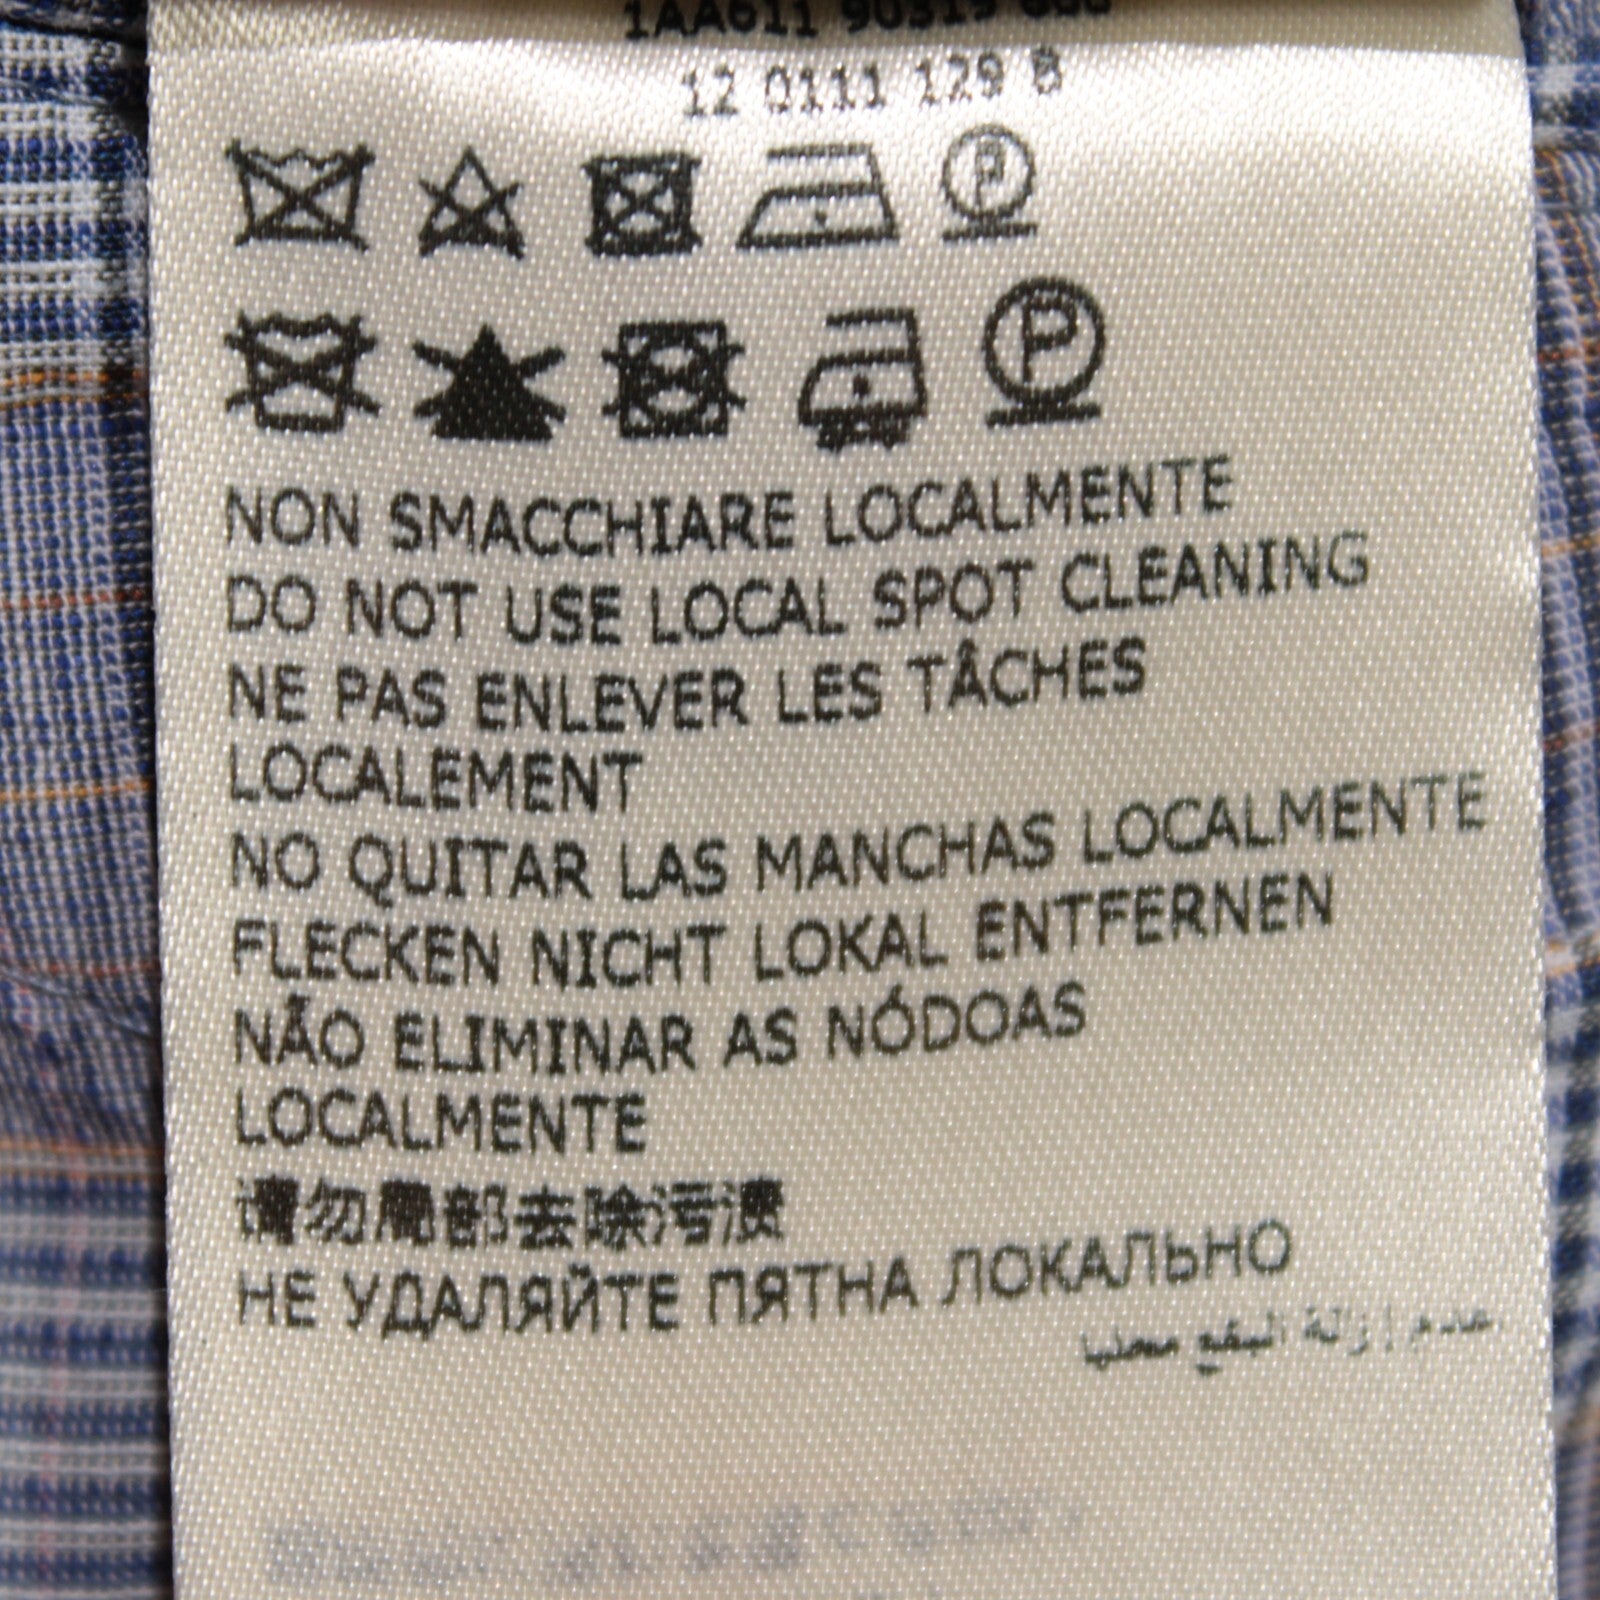 12 0111 129 B
NON SMACCHIARE LOCALMENTE
DO NOT USE LOCAL SPOT CLEANING
NE PAS ENLEVER LES TÂCHES
LOCALEMENT
NO QUITAR LAS MANCHAS LOCALMENTE
FLECKEN NICHT LOKAL ENTFERNEN
NÃO ELIMINAR AS NÓDOAS
LOCALMENTE
请勿局部去除污渍
НЕ УДАЛЯЙТЕ ПЯТНА ЛОКАЛЬНО
عدم إزالة البقع محليا